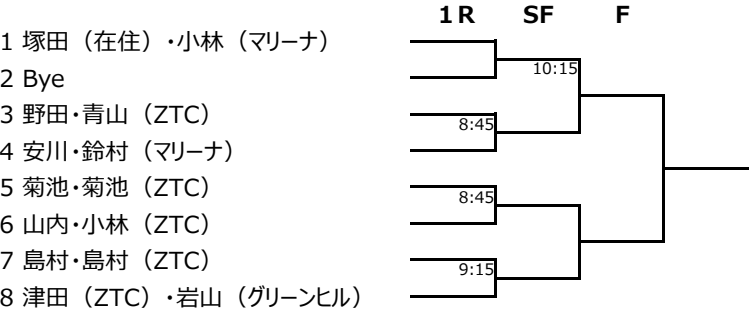 1R SF F
1 塚田（在住）・小林（マリーナ）
10:15
2 Bye
3 野田・青山（ZTC）
8:45
4 安川・鈴村（マリーナ）
5 菊池・菊池（ZTC）
8:45
6 山内・小林（ZTC）
7 島村・島村（ZTC）
9:15
8 津田（ZTC）・岩山（グリーンヒル）